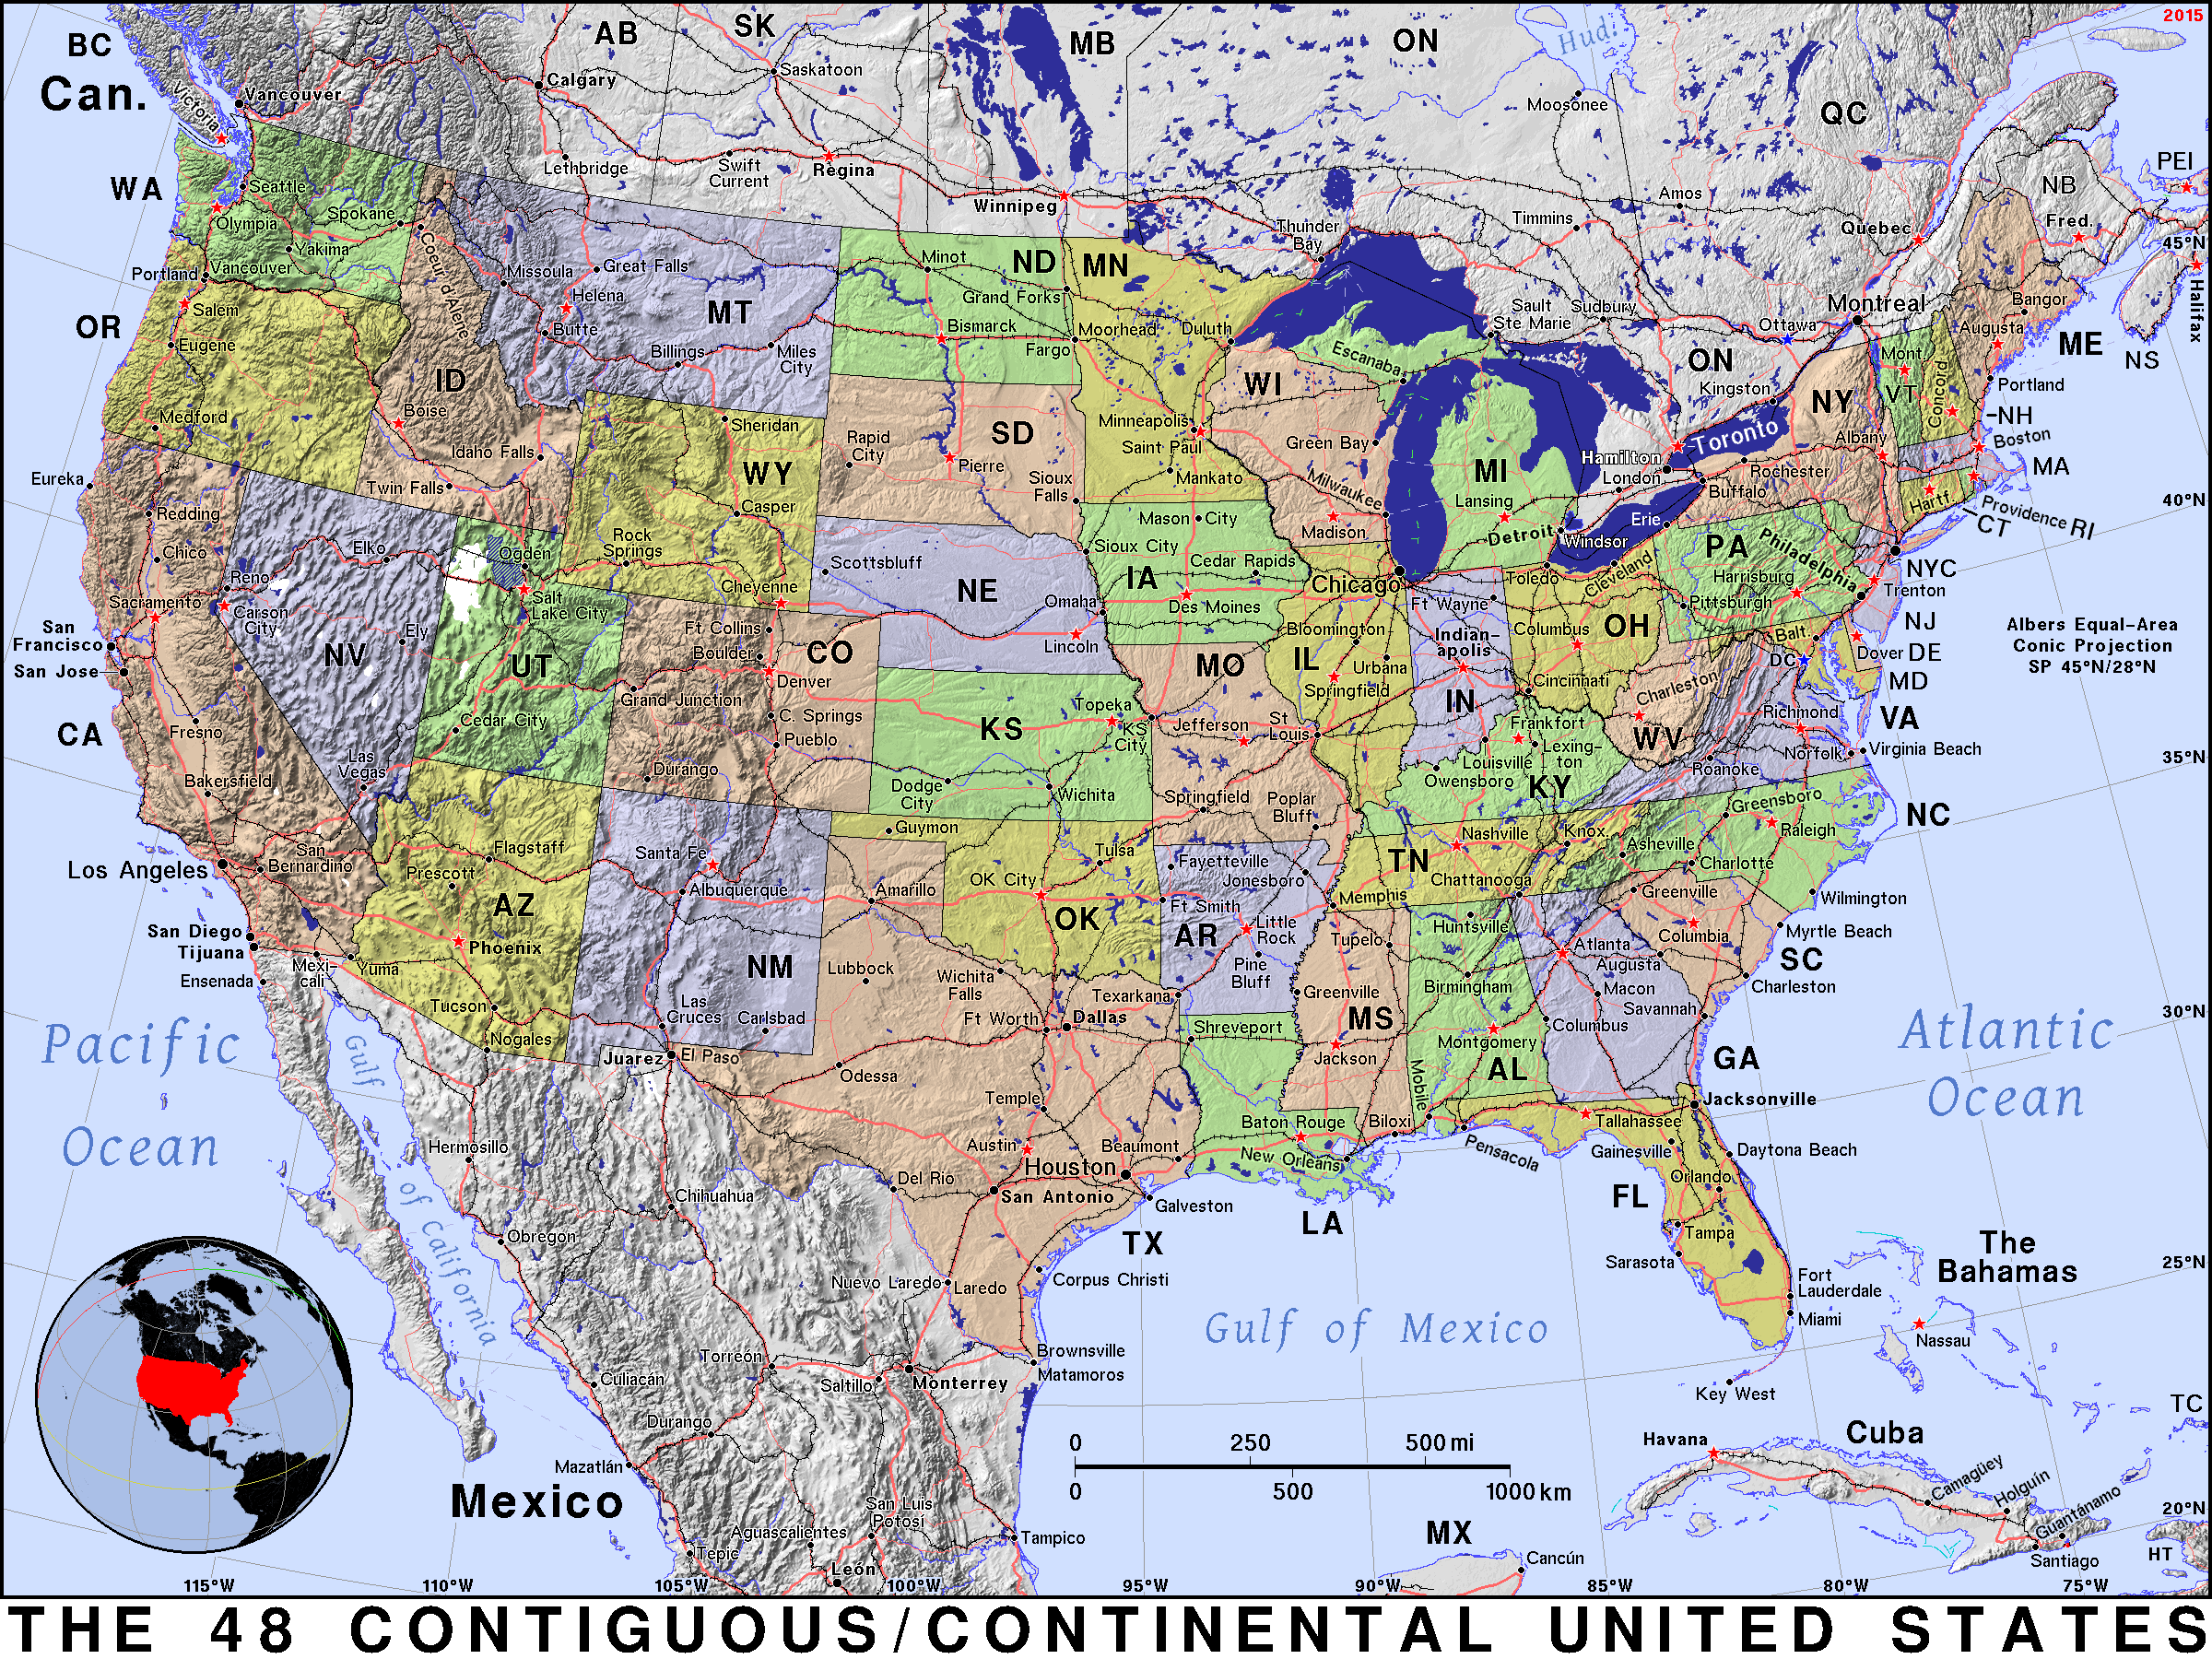 2015
BC
Can.
AB
SK
MB
ON
Hud.
QC
PEI
NB
Fred.
NS
Halifax
Victoria
Vancouver
Calgary
Saskatoon
Moosonee
Lethbridge
Swift
Current
Regina
Winnipeg
Thunder
Bay
Timmins
Amos
Quebec
45°N
WA
Seattle
Olympia
Spokane
Yakima
Vancouver
Coeur d'Alene
Missoula
Great Falls
Helena
Butte
MT
Billings
Miles
City
Minot
ND
Grand Forks
Bismarck
Fargo
MN
Moorhead
Duluth
Minneapolis
Saint Paul
Mankato
Sault
Ste Marie
Sudbury
Ottawa
Montreal
ON
Kingston
Escanaba
Bangor
Augusta
ME
Portland
Mont
VT
Concord
NH
Boston
MA
Portland
Salem
OR
Eugene
Medford
ID
Boise
Idaho Falls
Twin Falls
Sheridan
WY
Casper
Rock
Springs
Cheyenne
Rapid
City
SD
Pierre
Sioux
Falls
WI
Green Bay
Milwaukee
Madison
MI
Lansing
Detroit
Toronto
Hamilton
London
Windsor
NY
Albany
Rochester
Buffalo
Erie
Hartf.
Providence RI
CT
40°N
Eureka
Redding
Chico
Reno
Sacramento
Carson
City
San
Francisco
San Jose
CA
Fresno
Bakersfield
Elko
Ely
NV
Las
Vegas
Ogden
Salt
Lake City
UT
Cedar City
Scottsbluff
NE
Omaha
Lincoln
Mason City
Sioux City
IA
Cedar Rapids
Des Moines
Chicago
Bloomington
IL
Urbana
Springfield
Ft Wayne
Indian-
apolis
IN
Toledo
Cleveland
Columbus
OH
Cincinnati
PA
Philadelphia
Harrisburg
Pittsburgh
NYC
Trenton
NJ
Balt.
DC
Dover DE
MD
Albers Equal-Area
Conic Projection
SP 45°N/28°N
Ft Collins
Boulder
CO
Denver
Grand Junction
C. Springs
Pueblo
Durango
KS
Topeka
KS
City
Dodge
City
Wichita
MO
Jefferson
St
Louis
Springfield
Poplar
Bluff
Frankfort
Lexing-
ton
Louisville
Owensboro
KY
Charleston
WV
Richmond
VA
Norfolk
Virginia Beach
Roanoke
35°N
Los Angeles
San
Bernardino
San Diego
Tijuana
Ensenada
Mexi-
cali
Yuma
Flagstaff
Prescott
AZ
Phoenix
Tucson
Nogales
Santa Fe
Albuquerque
NM
Las
Cruces
Carlsbad
Guymon
Tulsa
OK City
OK
Amarillo
Lubbock
Wichita
Falls
Fayetteville
Jonesboro
Ft Smith
AR
Little
Rock
Pine
Bluff
Nashville
Knox.
TN
Chattanooga
Memphis
Greensboro
Raleigh
NC
Asheville
Charlotte
Wilmington
Greenville
Columbia
Myrtle Beach
SC
Charleston
Tupelo
Huntsville
Birmingham
Atlanta
Augusta
Macon
Savannah
Columbus
GA
Greenville
MS
Jackson
Montgomery
AL
Mobile
Biloxi
Texarkana
Shreveport
Ft Worth
Dallas
Juarez
El Paso
Odessa
Temple
Austin
Beaumont
Houston
Del Rio
San Antonio
Galveston
TX
Baton Rouge
New Orleans
LA
Pensacola
Tallahassee
Jacksonville
Gainesville
Daytona Beach
Orlando
FL
Tampa
Sarasota
Fort
Lauderdale
Miami
Key West
30°N
Atlantic
Ocean
Pacific
Ocean
Gulf of California
Hermosillo
Chihuahua
Obregon
Nuevo Laredo
Laredo
Corpus Christi
Brownsville
Matamoros
Torreón
Culiacán
Saltillo
Monterrey
Durango
Mazatlán
Mexico
San Luis
Potosí
Aguascalientes
Tepic
León
Tampico
Gulf of Mexico
The
Bahamas
25°N
Nassau
TC
Cuba
Havana
Camagüey
Holguín
Guantánamo
Santiago
20°N
HT
MX
Cancún
0 250 500 mi
0 500 1000 km
115°W 110°W 105°W 100°W 95°W 90°W 85°W 80°W 75°W
THE 48 CONTIGUOUS/CONTINENTAL UNITED STATES